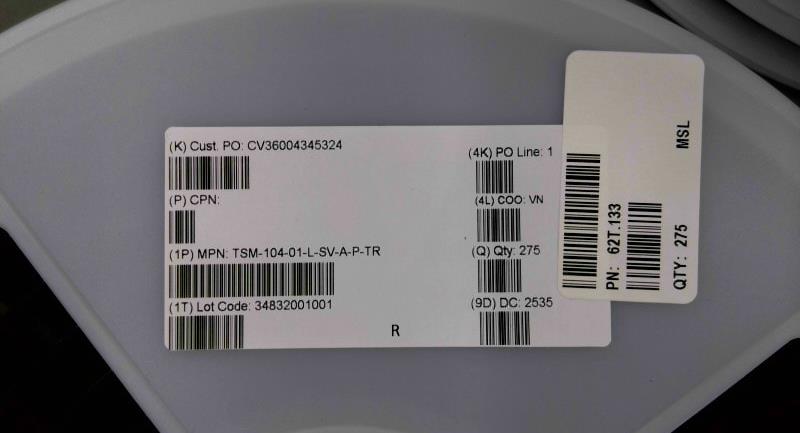 (K) Cust. PO: CV36004345324
(P) CPN:
(1P) MPN: TSM-104-01-L-SV-A-P-TR
(1T) Lot Code: 34832001001
R
(4K) PO Line: 1
(4L) COO: VN
(Q) Qty: 275
(9D) DC: 2535
PN: 62T.133
QTY: 275
MSL